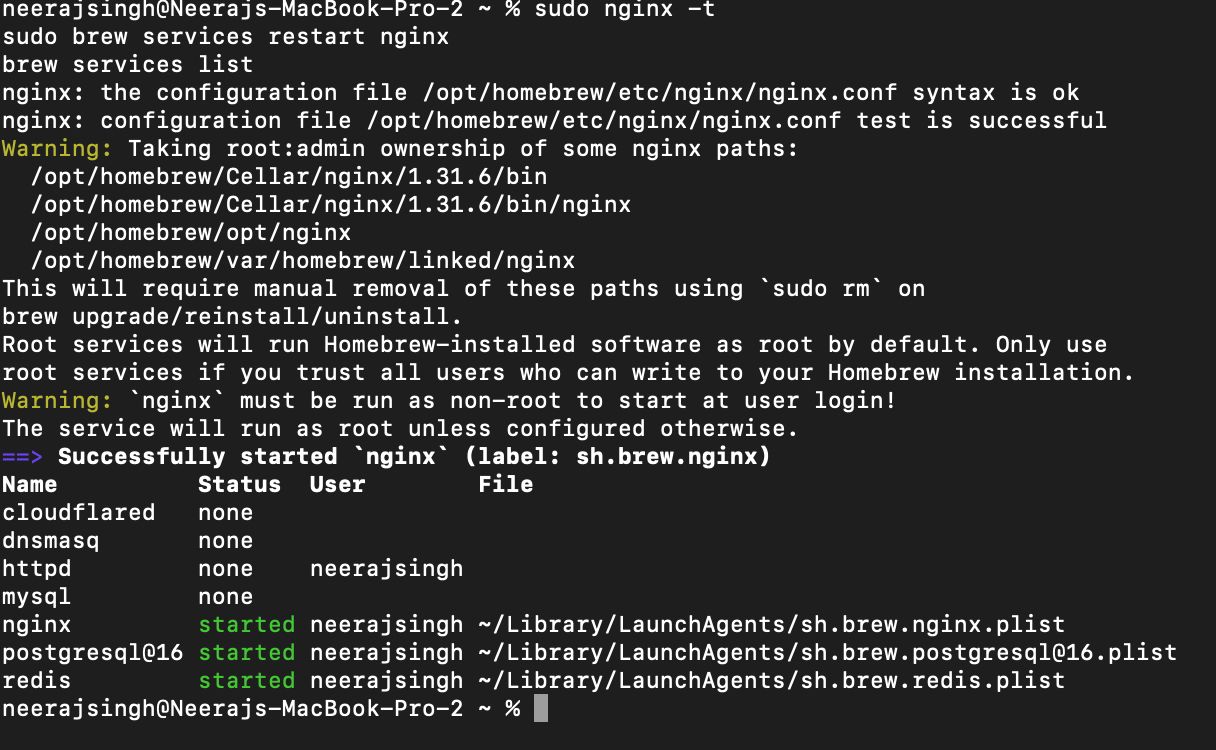 neerajsingh@Neerajs-MacBook-Pro-2 ~ % sudo nginx -t
sudo brew services restart nginx
brew services list
nginx: the configuration file /opt/homebrew/etc/nginx/nginx.conf syntax is ok
nginx: configuration file /opt/homebrew/etc/nginx/nginx.conf test is successful
Warning: Taking root:admin ownership of some nginx paths:
  /opt/homebrew/Cellar/nginx/1.31.6/bin
  /opt/homebrew/Cellar/nginx/1.31.6/bin/nginx
  /opt/homebrew/opt/nginx
  /opt/homebrew/var/homebrew/linked/nginx
This will require manual removal of these paths using `sudo rm` on
brew upgrade/reinstall/uninstall.
Root services will run Homebrew-installed software as root by default. Only use
root services if you trust all users who can write to your Homebrew installation.
Warning: `nginx` must be run as non-root to start at user login!
The service will run as root unless configured otherwise.
==> Successfully started `nginx` (label: sh.brew.nginx)
Name          Status  User        File
cloudflared   none
dnsmasq       none
httpd         none    neerajsingh
mysql         none
nginx         started neerajsingh ~/Library/LaunchAgents/sh.brew.nginx.plist
postgresql@16 started neerajsingh ~/Library/LaunchAgents/sh.brew.postgresql@16.plist
redis         started neerajsingh ~/Library/LaunchAgents/sh.brew.redis.plist
neerajsingh@Neerajs-MacBook-Pro-2 ~ %